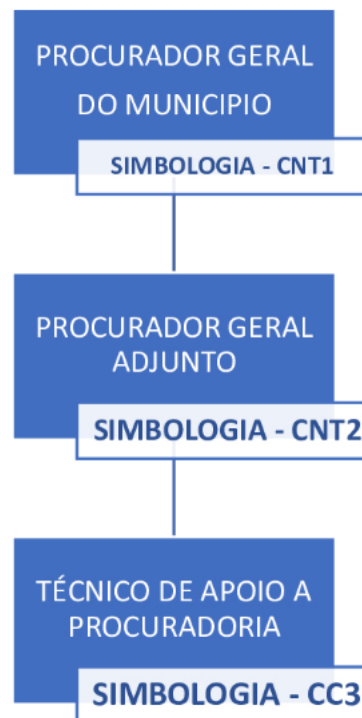 PROCURADOR GERAL
DO MUNICIPIO
SIMBOLOGIA - CNT1
PROCURADOR GERAL
ADJUNTO
SIMBOLOGIA - CNT2
TÉCNICO DE APOIO A
PROCURADORIA
SIMBOLOGIA - CC3